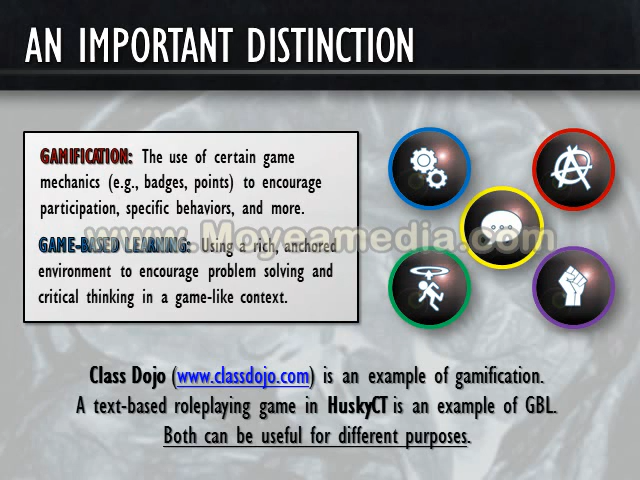 AN IMPORTANT DISTINCTION
GAMIFICATION: The use of certain game
mechanics (e.g., badges, points) to encourage
participation, specific behaviors, and more.
www.Moyeamedia.com
GAME-BASED LEARNING: Using a rich, anchored
environment to encourage problem solving and
critical thinking in a game-like context.
Class Dojo (www.classdojo.com) is an example of gamification.
A text-based roleplaying game in HuskyCT is an example of GBL.
Both can be useful for different purposes.